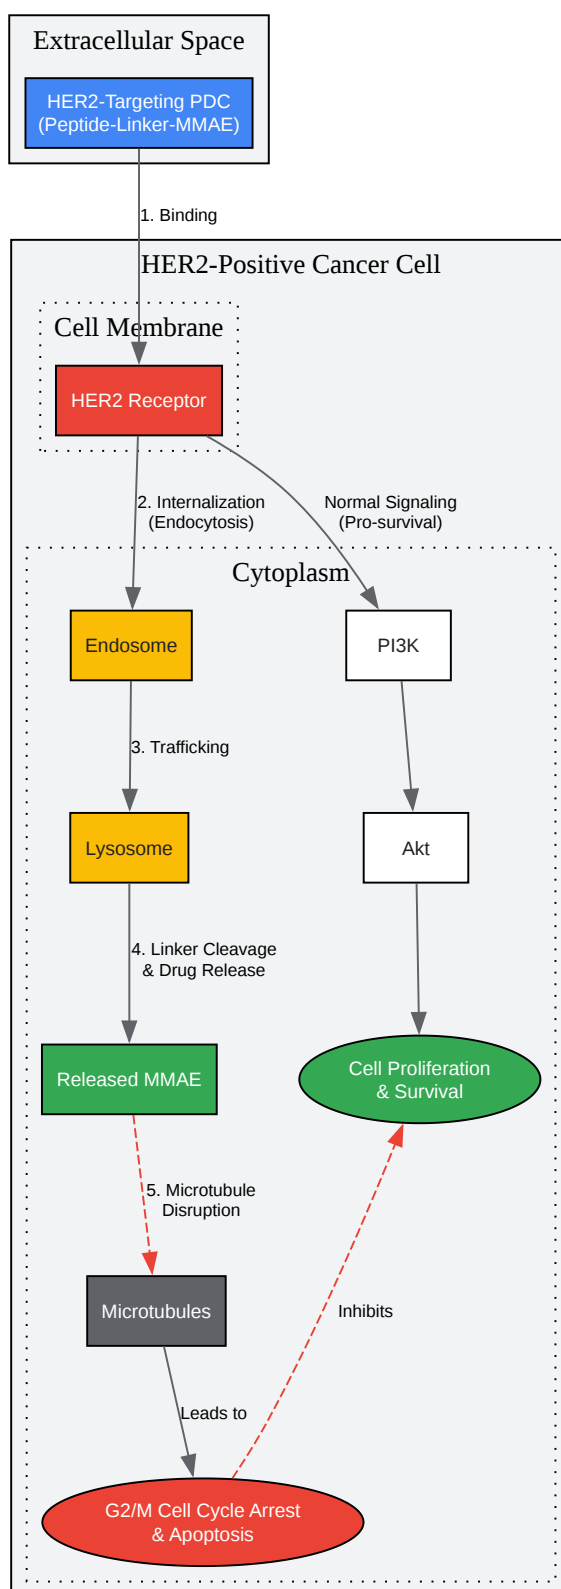 Extracellular Space
HER2-Targeting PDC
(Peptide-Linker-MMAE)
1. Binding
HER2-Positive Cancer Cell
Cell Membrane
HER2 Receptor
2. Internalization
(Endocytosis)
Normal Signaling
(Pro-survival)
Cytoplasm
Endosome
PI3K
3. Trafficking
Lysosome
Akt
4. Linker Cleavage
& Drug Release
Released MMAE
Cell Proliferation
& Survival
5. Microtubule
Disruption
Microtubules
Inhibits
Leads to
G2/M Cell Cycle Arrest
& Apoptosis